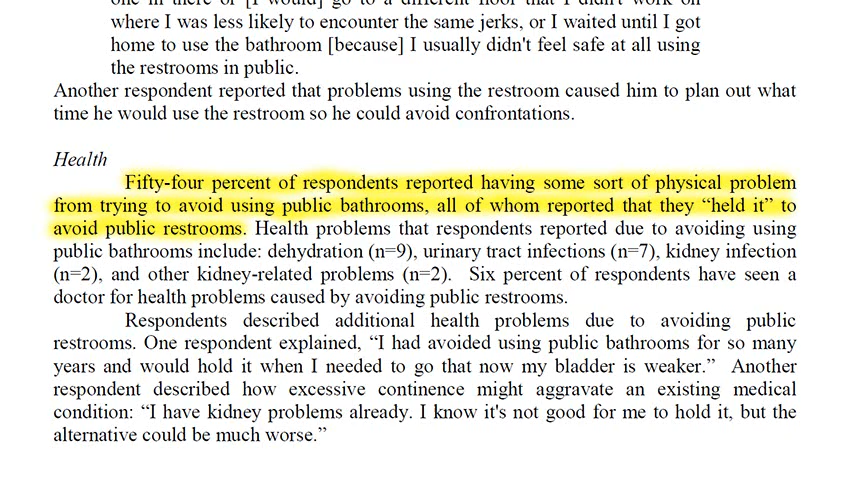 one in there or [I would] go to a different floor that I didn't work on
where I was less likely to encounter the same jerks, or I waited until I got
home to use the bathroom [because] I usually didn't feel safe at all using
the restrooms in public.
Another respondent reported that problems using the restroom caused him to plan out what
time he would use the restroom so he could avoid confrontations.
Health
Fifty-four percent of respondents reported having some sort of physical problem
from trying to avoid using public bathrooms, all of whom reported that they “held it” to
avoid public restrooms. Health problems that respondents reported due to avoiding using
public bathrooms include: dehydration (n=9), urinary tract infections (n=7), kidney infection
(n=2), and other kidney-related problems (n=2). Six percent of respondents have seen a
doctor for health problems caused by avoiding public restrooms.
Respondents described additional health problems due to avoiding public
restrooms. One respondent explained, “I had avoided using public bathrooms for so many
years and would hold it when I needed to go that now my bladder is weaker.” Another
respondent described how excessive continence might aggravate an existing medical
condition: “I have kidney problems already. I know it's not good for me to hold it, but the
alternative could be much worse.”